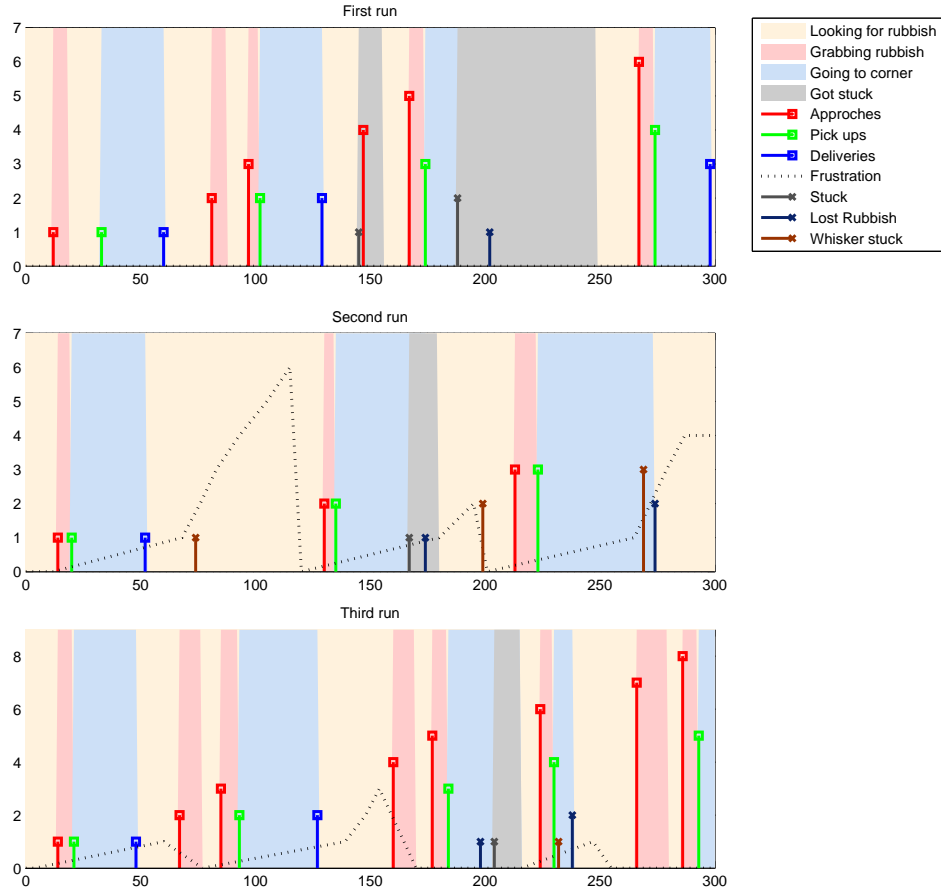 First run
7
6
5
4
3
2
1
0
0 50 100 150 200 250 300
Looking for rubbish
Grabbing rubbish
Going to corner
Got stuck
Approches
Pick ups
Deliveries
Frustration
Stuck
Lost Rubbish
Whisker stuck
Second run
7
6
5
4
3
2
1
0
0 50 100 150 200 250 300
Third run
8
6
4
2
0
0 50 100 150 200 250 300